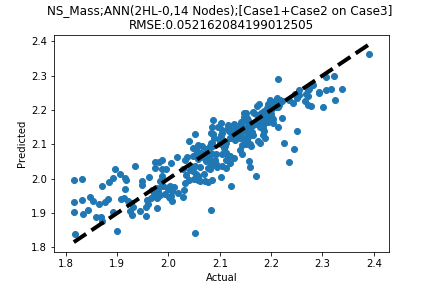 NS_Mass;ANN(2HL-0,14 Nodes);[Case1+Case2 on Case3]
RMSE:0.052162084199012505
2.4
2.3
2.2
2.1
2.0
1.9
1.8
Predicted
1.8 1.9 2.0 2.1 2.2 2.3 2.4
Actual